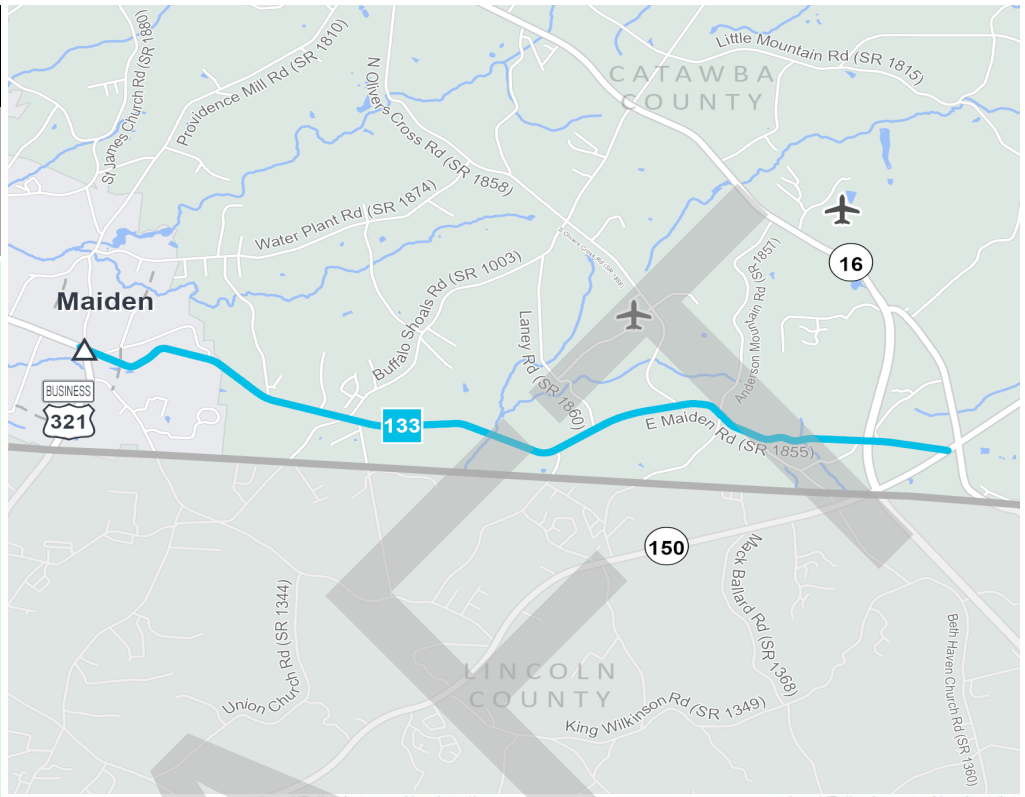 St James Church Rd (SR 1880)
Providence Mill Rd (SR 1810)
N Olivers Cross Rd (SR 1858)
Little Mountain Rd (SR 1815)
CATAWBA
COUNTY
Water Plant Rd (SR 1874)
Buffalo Shoals Rd (SR 1003)
Anderson Mountain Rd (SR 1857)
16
Maiden
Laney Rd (SR 1860)
BUSINESS
321
133
E Maiden Rd (SR 1855)
150
Mack Ballard Rd (SR 1368)
Union Church Rd (SR 1344)
LINCOLN
COUNTY
King Wilkinson Rd (SR 1349)
Beth Haven Church Rd (SR 1360)